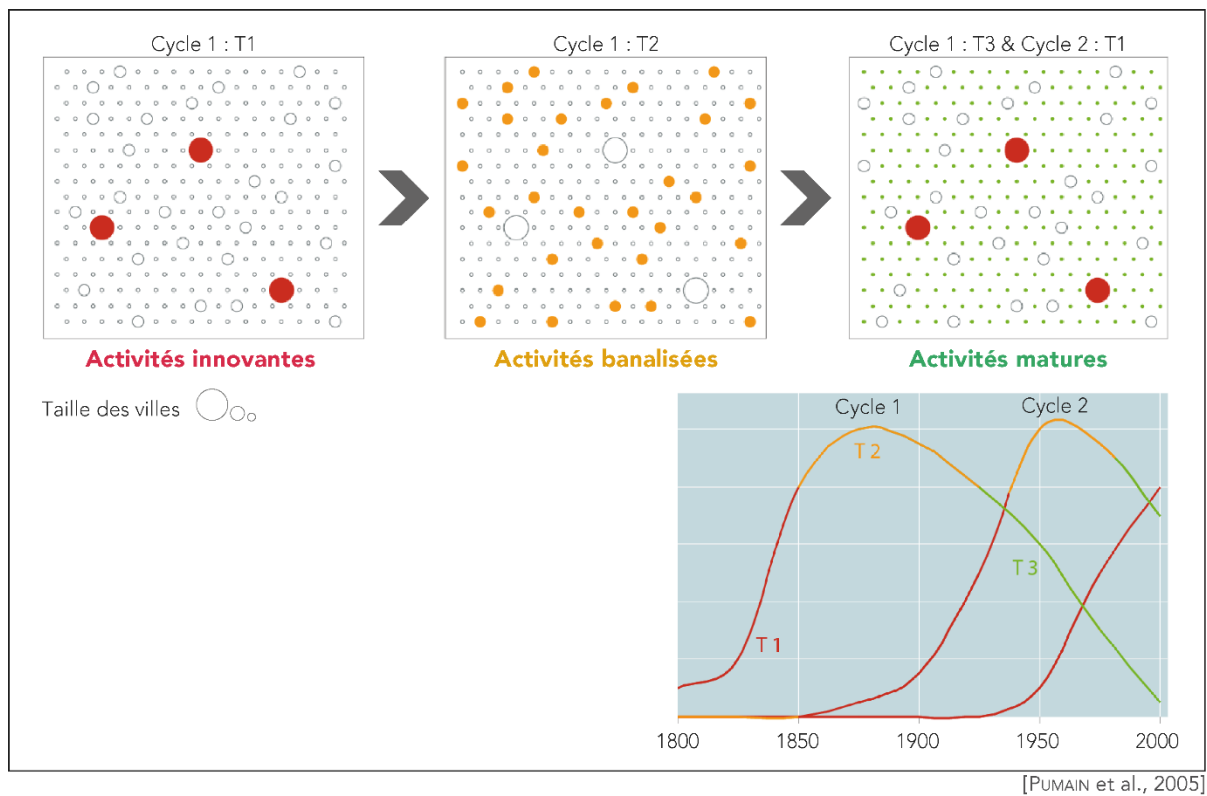 Cycle 1 : T1
Cycle 1 : T2
Cycle 1 : T3 & Cycle 2 : T1
Activités innovantes
Activités banalisées
Activités matures
Taille des villes
Cycle 1
Cycle 2
T 2
T 3
T 1
1800
1850
1900
1950
2000
[PUMAIN et al., 2005]